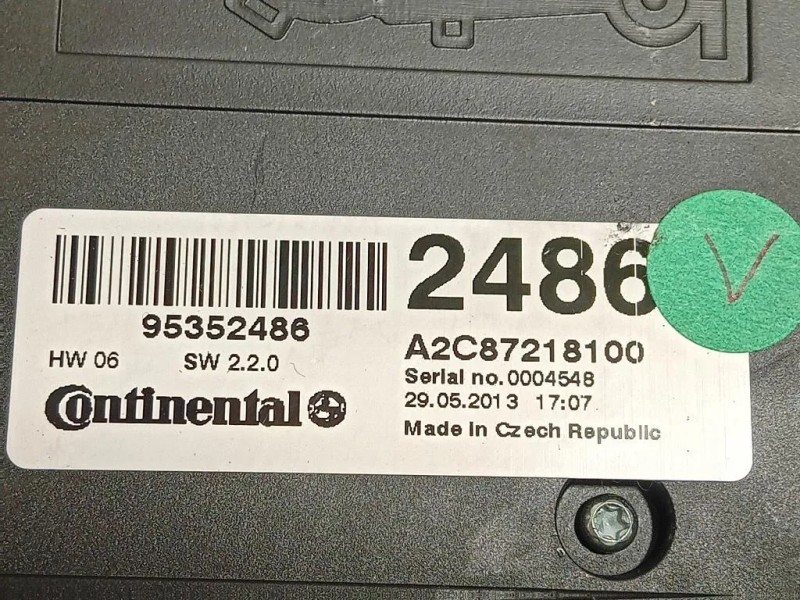 2486
95352486
A2C87218100
HW 06 SW 2.2.0
Serial no.0004548
Continental
29.05.2013 17:07
Made in Czech Republic
V